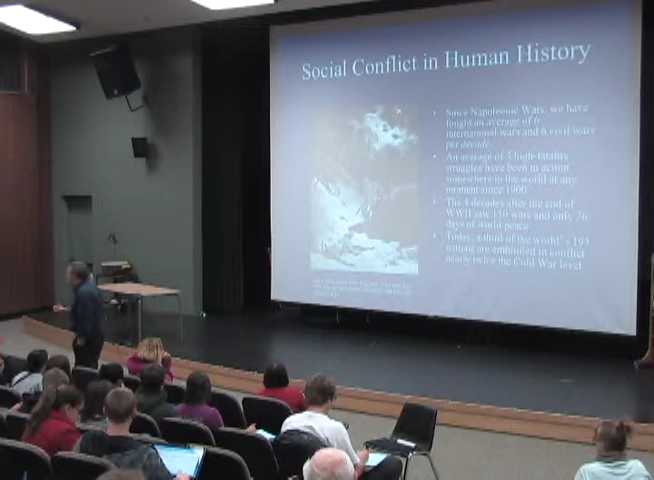 Social Conflict in Human History
• Since Napoleonic Wars, we have
fought on average of 6
international wars and 6 civil wars
per decade.
• An average of 3 high-fatality
struggles have been in action
somewhere in the world at any
moment since 1900.
• The 4 decades after the end of
WWII saw 150 wars and only 26
days of world peace.
• Today, a third of the world's 193
nations are embroiled in conflict
nearly twice the Cold War level